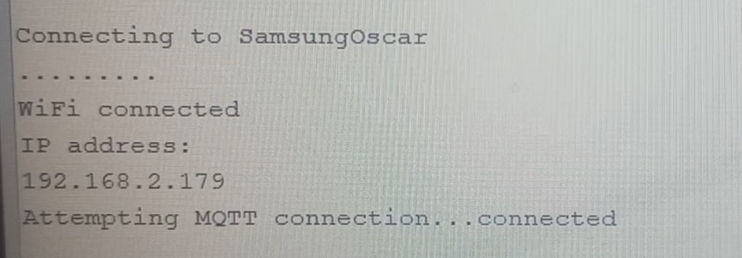 Connecting to SamsungOscar
.........
WiFi connected
IP address:
192.168.2.179
Attempting MQTT connection...connected